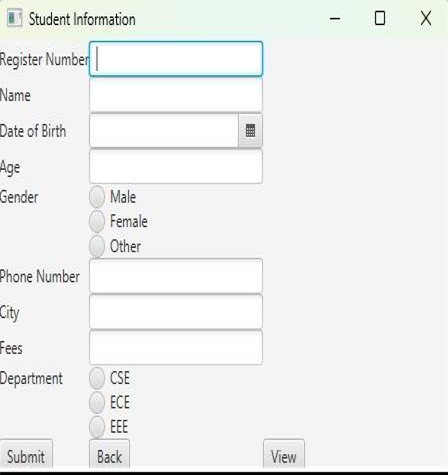 Student Information
Register Number
Name
Date of Birth
Age
Gender Male
Female
Other
Phone Number
City
Fees
Department CSE
ECE
EEE
Submit Back View